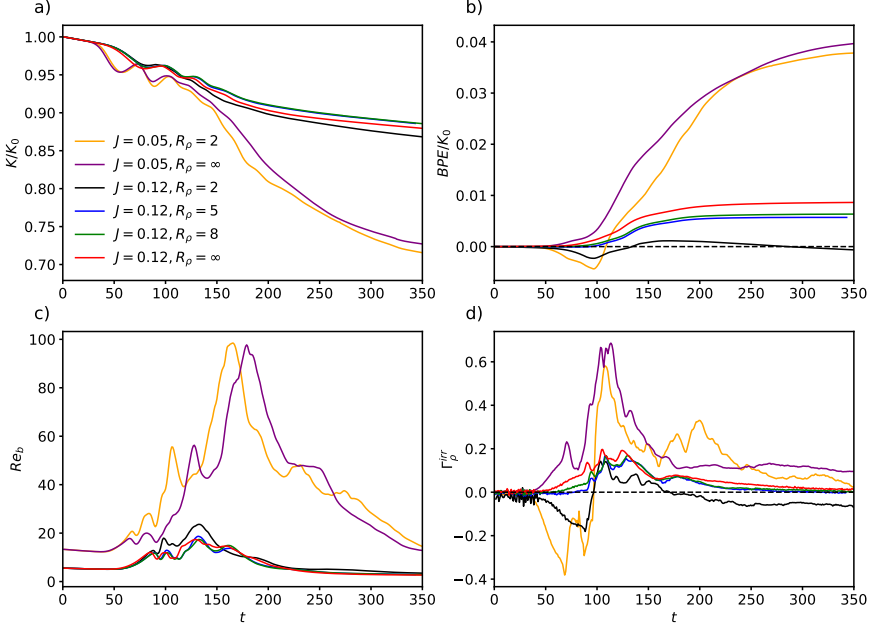 a)
K/K₀
1.00
0.95
0.90
0.85
0.80
0.75
0.70
J = 0.05, Rρ = 2
J = 0.05, Rρ = ∞
J = 0.12, Rρ = 2
J = 0.12, Rρ = 5
J = 0.12, Rρ = 8
J = 0.12, Rρ = ∞
0 50 100 150 200 250 300 350
b)
BPE/K₀
0.04
0.03
0.02
0.01
0.00
0 50 100 150 200 250 300 350
c)
Re_b
100
80
60
40
20
0
0 50 100 150 200 250 300 350
t
d)
Γ_ρ^irr
0.6
0.4
0.2
0.0
−0.2
−0.4
0 50 100 150 200 250 300 350
t